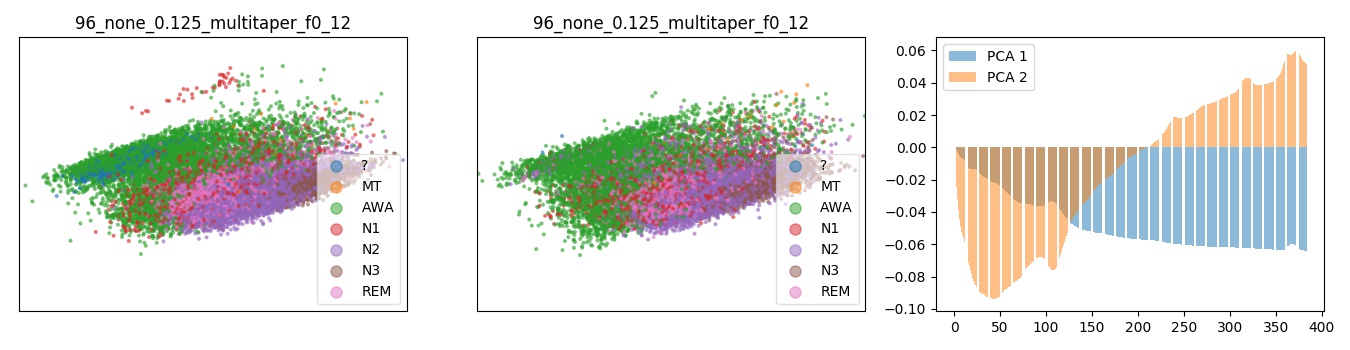 96_none_0.125_multitaper_f0_12
?
MT
AWA
N1
N2
N3
REM
96_none_0.125_multitaper_f0_12
?
MT
AWA
N1
N2
N3
REM
PCA 1
PCA 2
0.06
0.04
0.02
0.00
−0.02
−0.04
−0.06
−0.08
−0.10
0 50 100 150 200 250 300 350 400